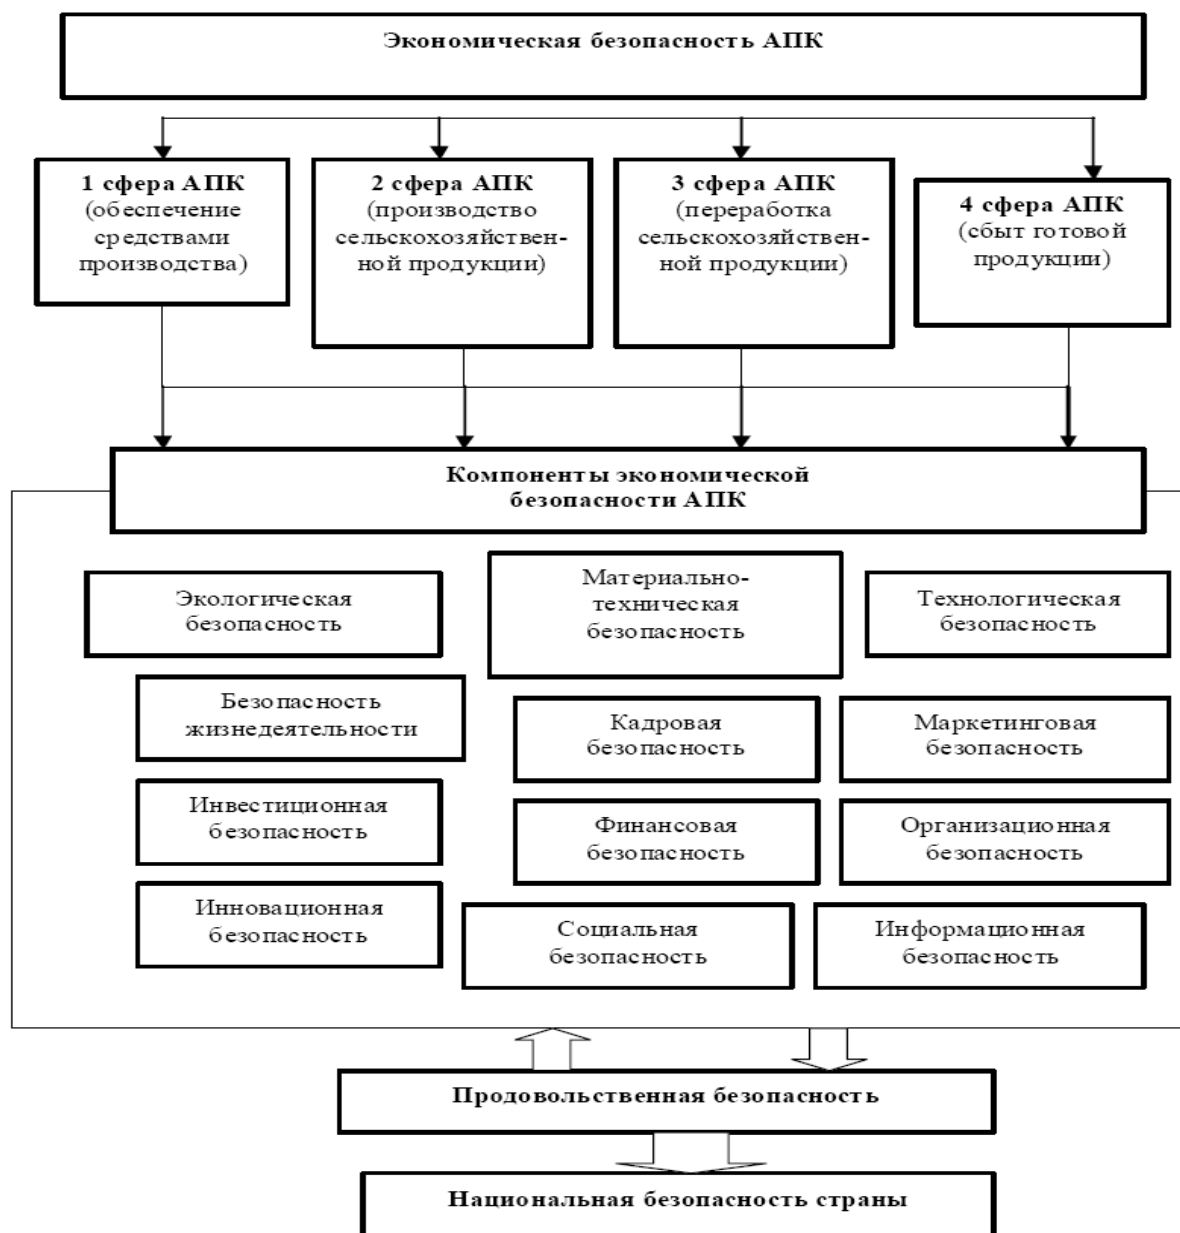 Экономическая безопасность АПК
1 сфера АПК
(обеспечение
средствами
производства)
2 сфера АПК
(производство
сельскохозяйствен-
ной продукции)
3 сфера АПК
(переработка
сельскохозяйствен-
ной продукции)
4 сфера АПК
(сбыт готовой
продукции)
Компоненты экономической
безопасности АПК
Экологическая
безопасность
Материально-
техническая
безопасность
Технологическая
безопасность
Безопасность
жизнедеятельности
Кадровая
безопасность
Маркетинговая
безопасность
Инвестиционная
безопасность
Финансовая
безопасность
Организационная
безопасность
Инновационная
безопасность
Социальная
безопасность
Информационная
безопасность
Продовольственная безопасность
Национальная безопасность страны